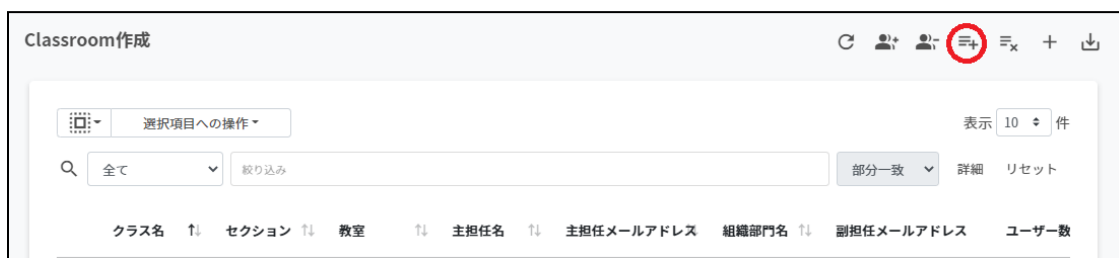 Classroom作成
選択項目への操作
表示 10 件
全て 絞り込み 部分一致 詳細 リセット
クラス名 セクション 教室 主担任名 主担任メールアドレス 組織部門名 副担任メールアドレス ユーザー数